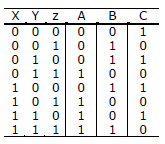 X Y z A B C
0 0 0 0 0 1
0 0 1 0 1 0
0 1 0 0 1 1
0 1 1 1 0 0
1 0 0 0 1 1
1 0 1 1 0 0
1 1 0 1 0 1
1 1 1 1 1 0